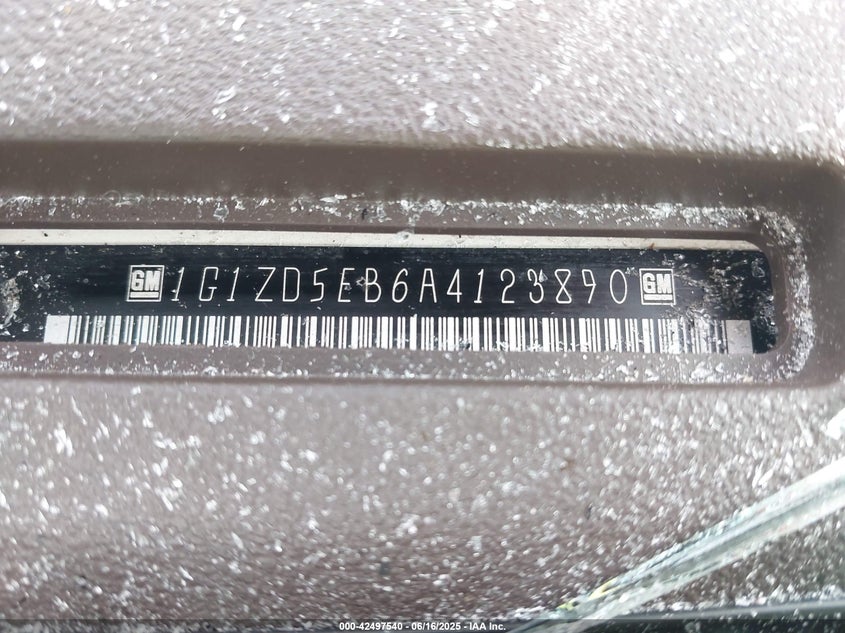 GM 1G1ZD5EB6A4123890 GM
000-42497540 - 06/16/2025 - IAA Inc.